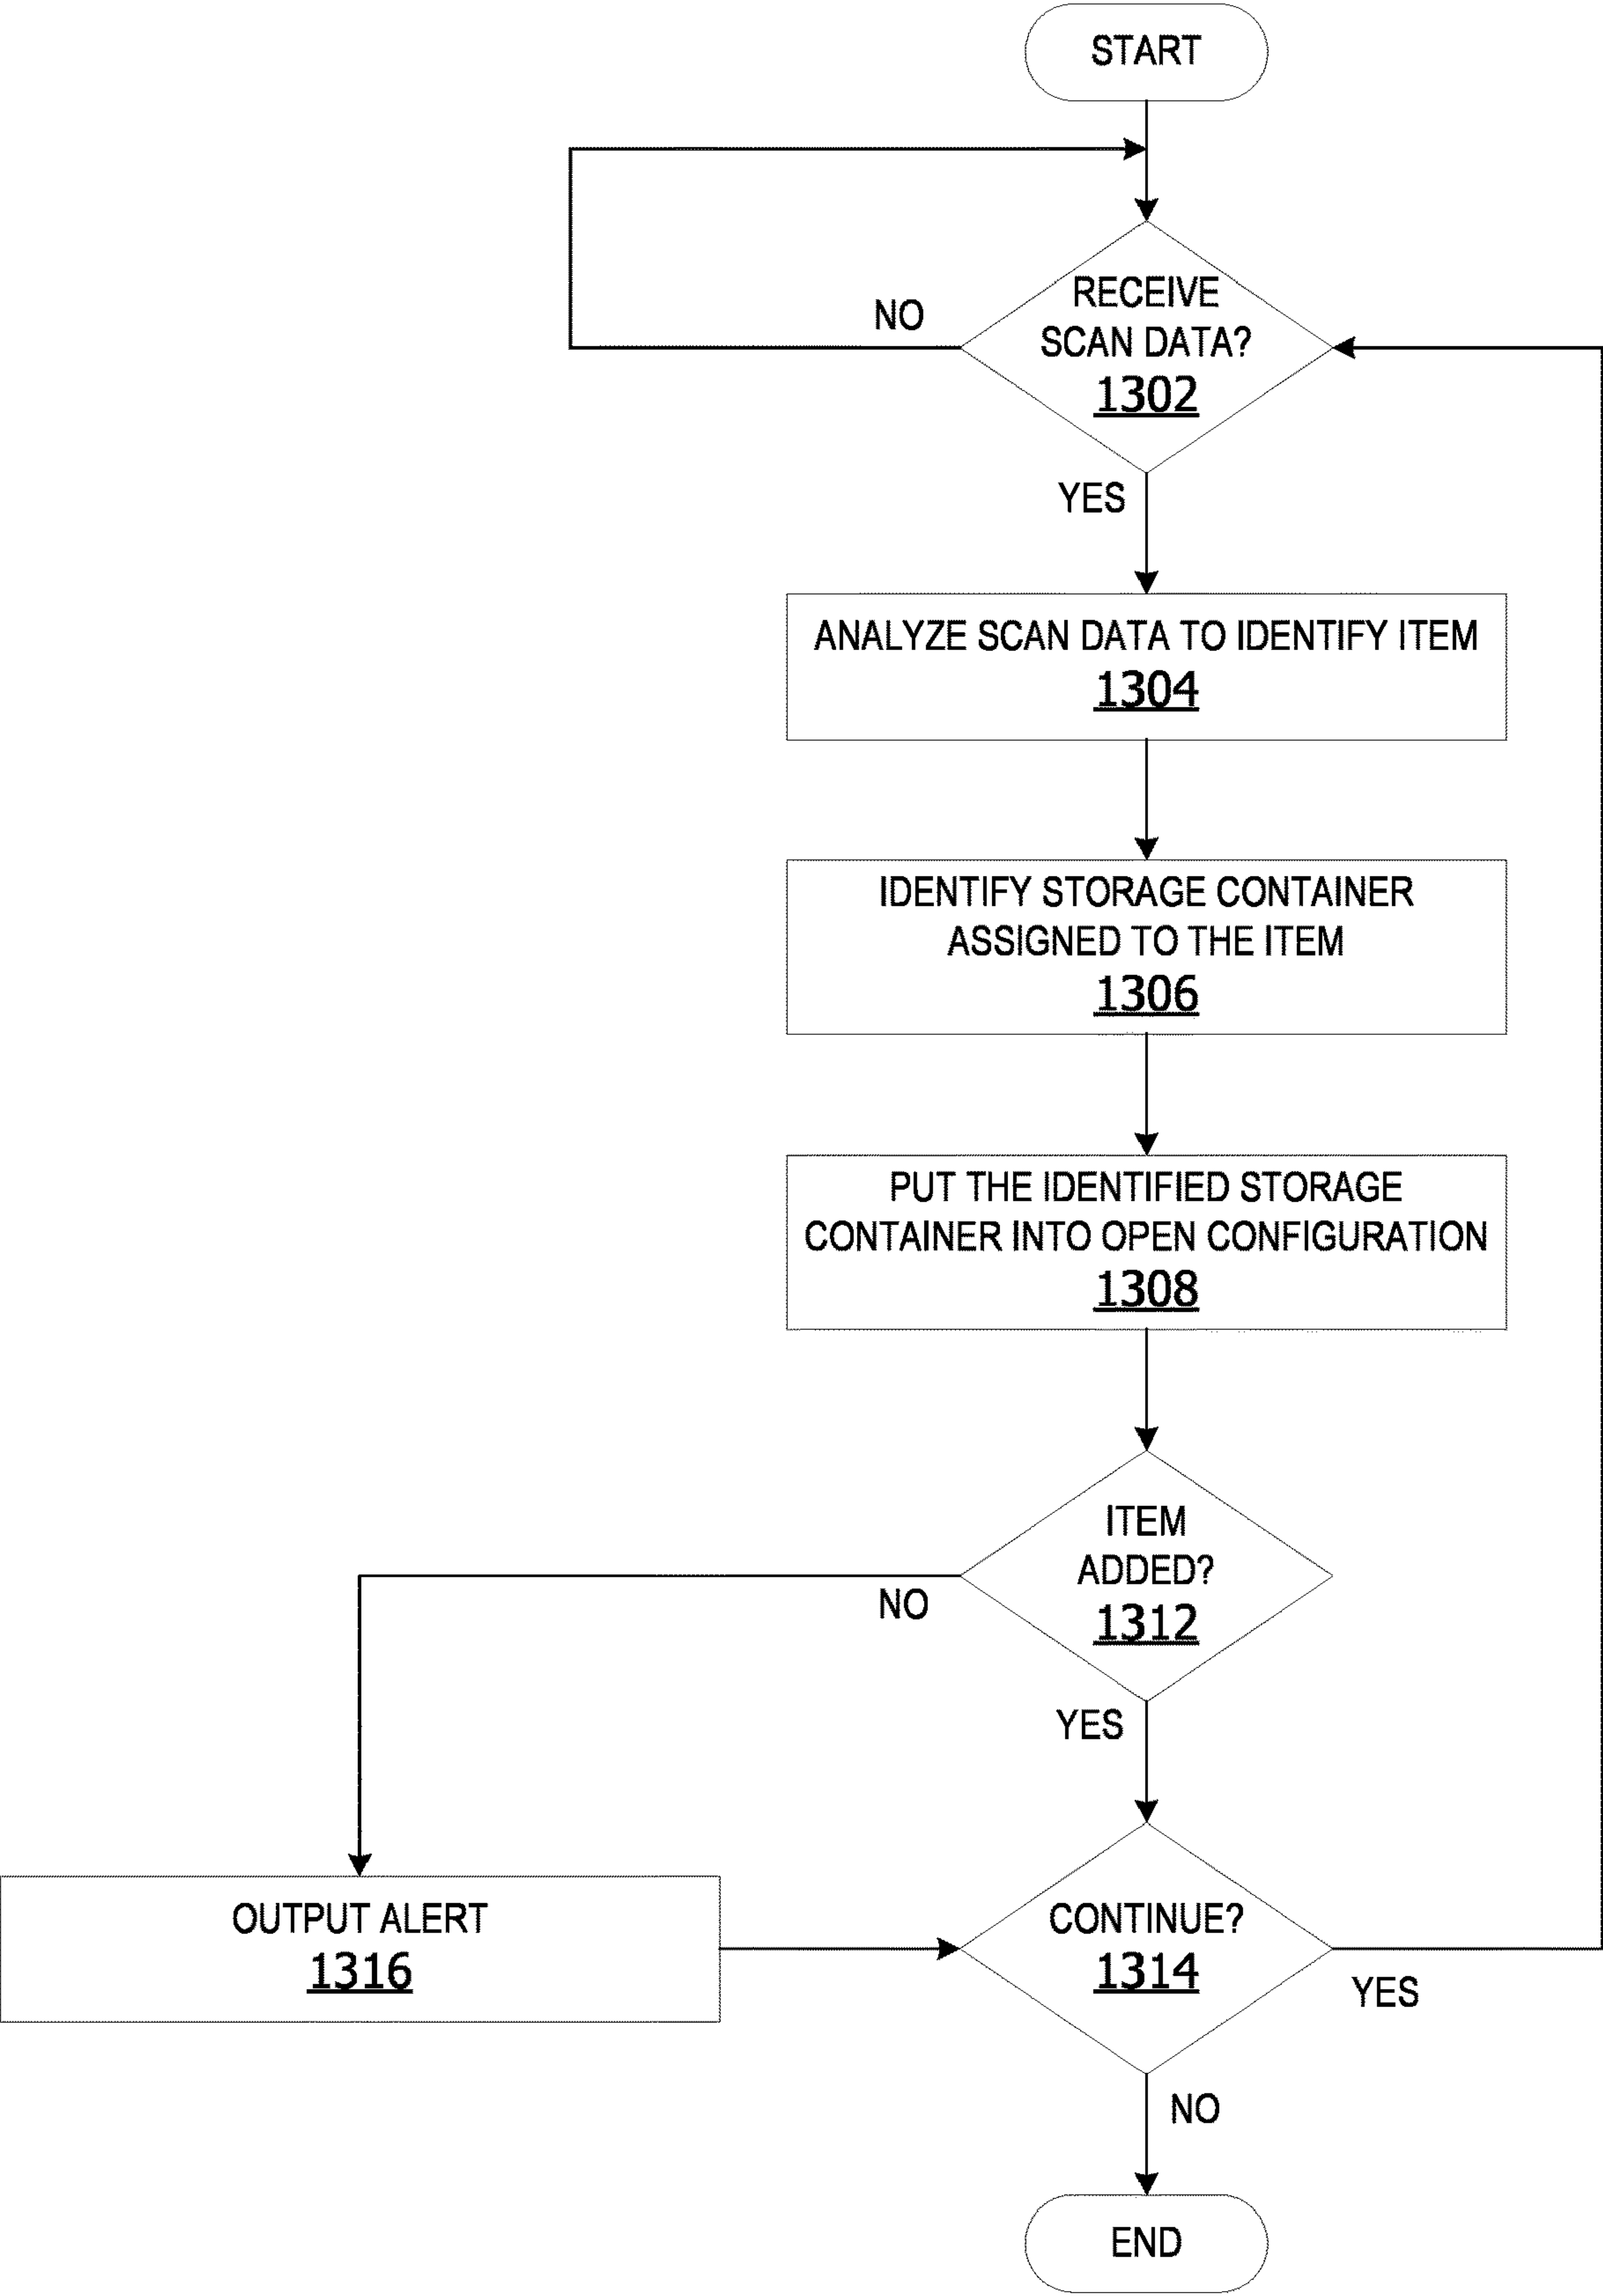 START
NO
RECEIVE
SCAN DATA?
1302
YES
ANALYZE SCAN DATA TO IDENTIFY ITEM
1304
IDENTIFY STORAGE CONTAINER
ASSIGNED TO THE ITEM
1306
PUT THE IDENTIFIED STORAGE
CONTAINER INTO OPEN CONFIGURATION
1308
ITEM
ADDED?
1312
NO
YES
OUTPUT ALERT
1316
CONTINUE?
1314
YES
NO
END